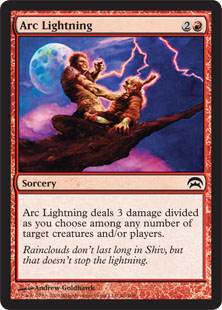 Arc Lightning
2
Sorcery
Arc Lightning deals 3 damage divided
as you choose among any number of
target creatures and/or players.
Rainclouds don't last long in Shiv, but
that doesn't stop the lightning.
Andrew Goldhawk